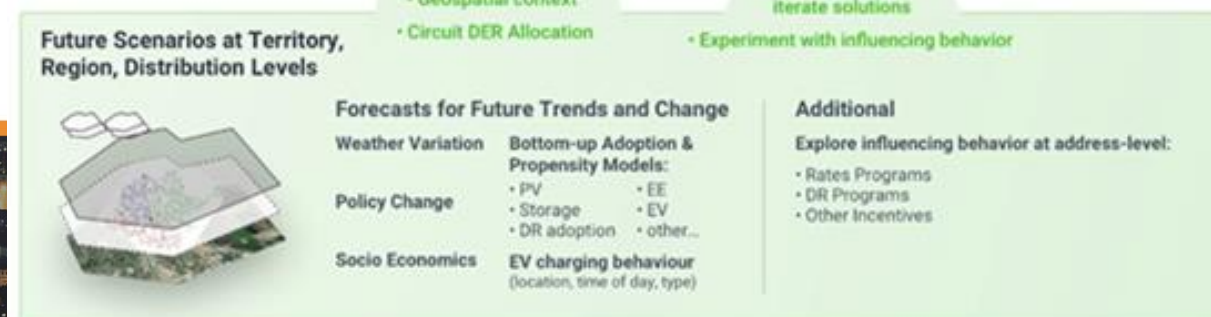 • Geospatial context
iterate solutions
• Circuit DER Allocation
• Experiment with influencing behavior
Future Scenarios at Territory,
Region, Distribution Levels
Forecasts for Future Trends and Change
Weather Variation
Policy Change
Socio Economics
Bottom-up Adoption &
Propensity Models:
• PV
• Storage
• DR adoption
• EE
• EV
• other...
EV charging behaviour
(location, time of day, type)
Additional
Explore influencing behavior at address-level:
• Rates Programs
• DR Programs
• Other Incentives